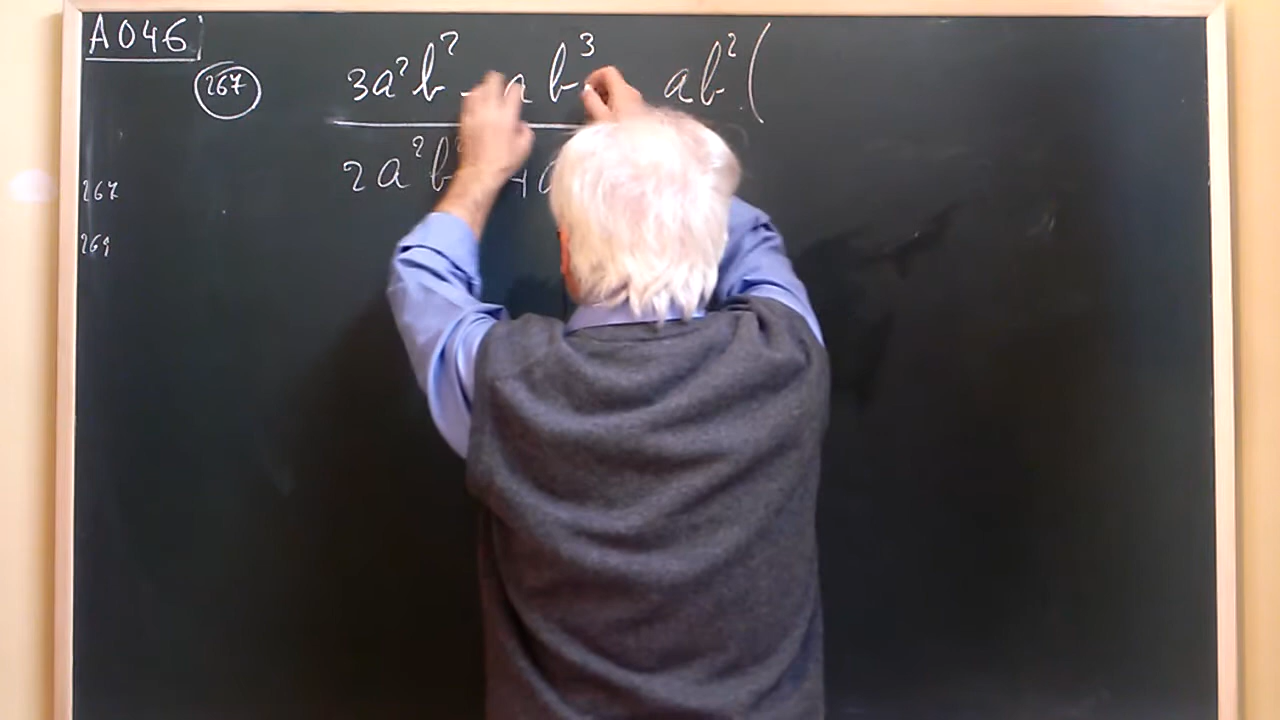 A046
267
3a²b² - ab³ ab² (
2a²b² + a
267
269